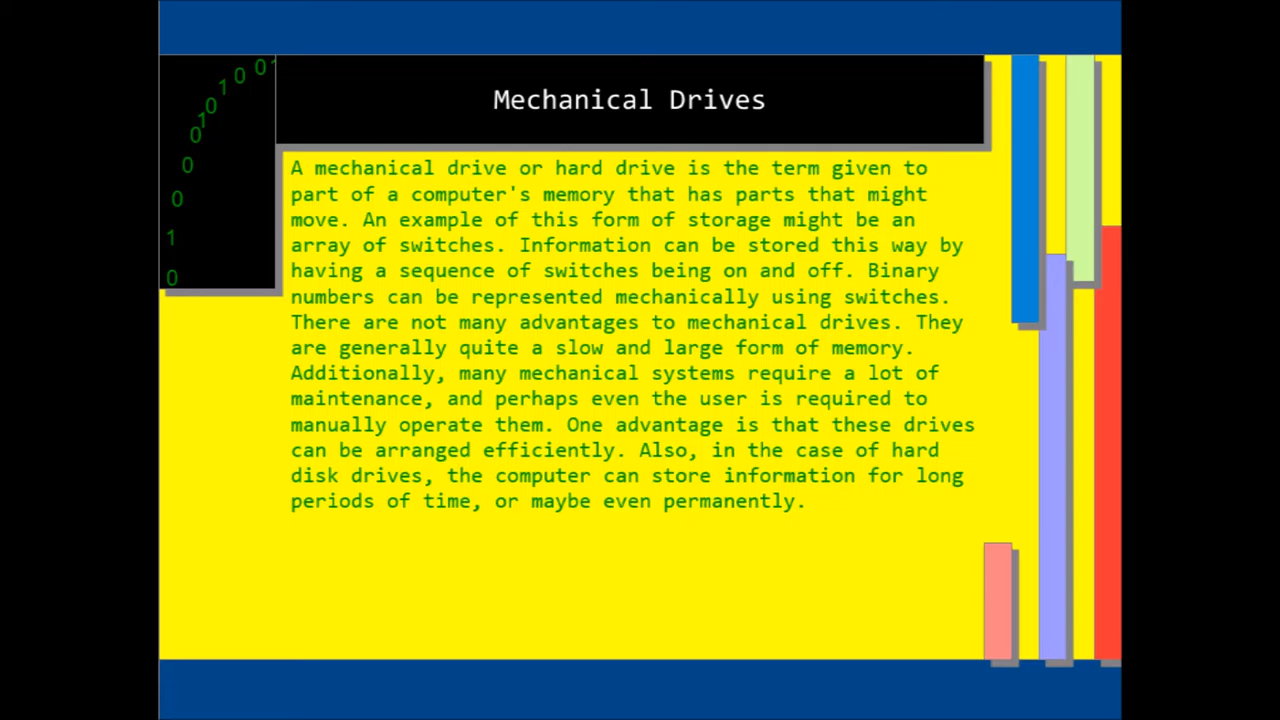 Mechanical Drives
A mechanical drive or hard drive is the term given to
part of a computer's memory that has parts that might
move. An example of this form of storage might be an
array of switches. Information can be stored this way by
having a sequence of switches being on and off. Binary
numbers can be represented mechanically using switches.
There are not many advantages to mechanical drives. They
are generally quite a slow and large form of memory.
Additionally, many mechanical systems require a lot of
maintenance, and perhaps even the user is required to
manually operate them. One advantage is that these drives
can be arranged efficiently. Also, in the case of hard
disk drives, the computer can store information for long
periods of time, or maybe even permanently.
0 1 0 0 0 0 1 0 1 0 0